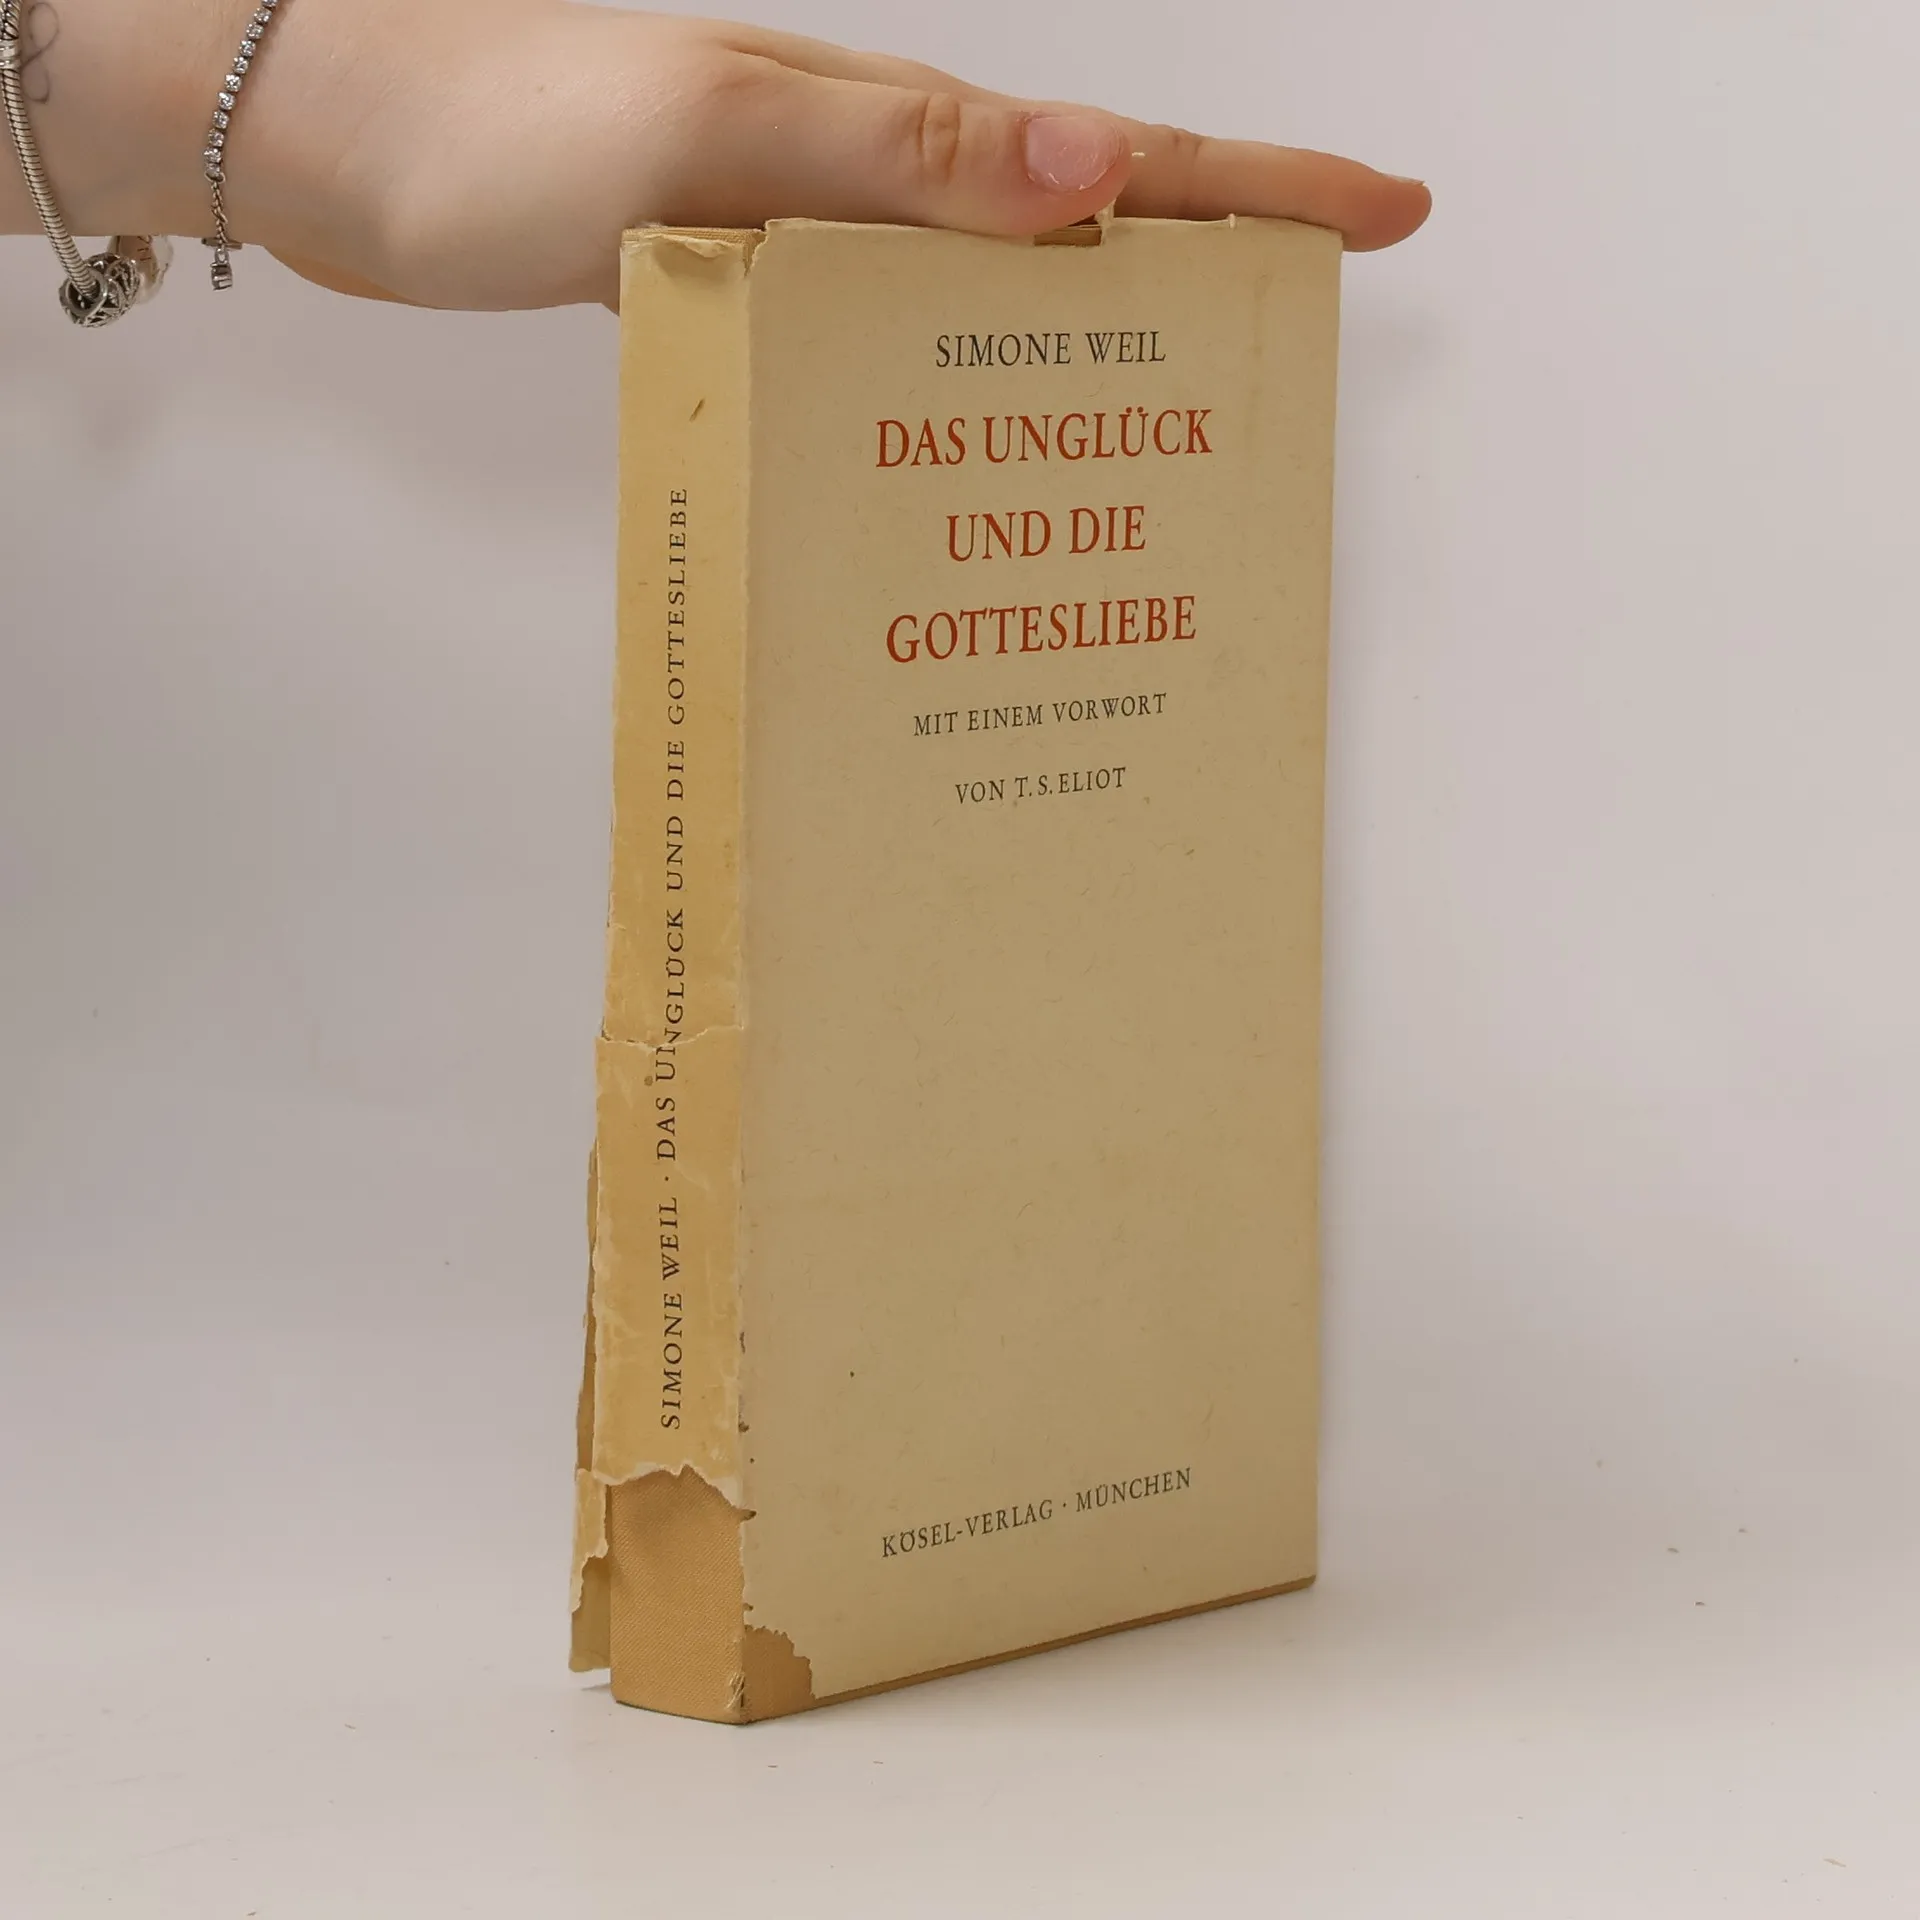 SIMONE WEIL
DAS UNGLÜCK
UND DIE
GOTTESLIEBE
MIT EINEM VORWORT
VON T. S. ELIOT
KÖSEL-VERLAG · MÜNCHEN
SIMONE WEIL · DAS UNGLÜCK UND DIE GOTTESLIEBE